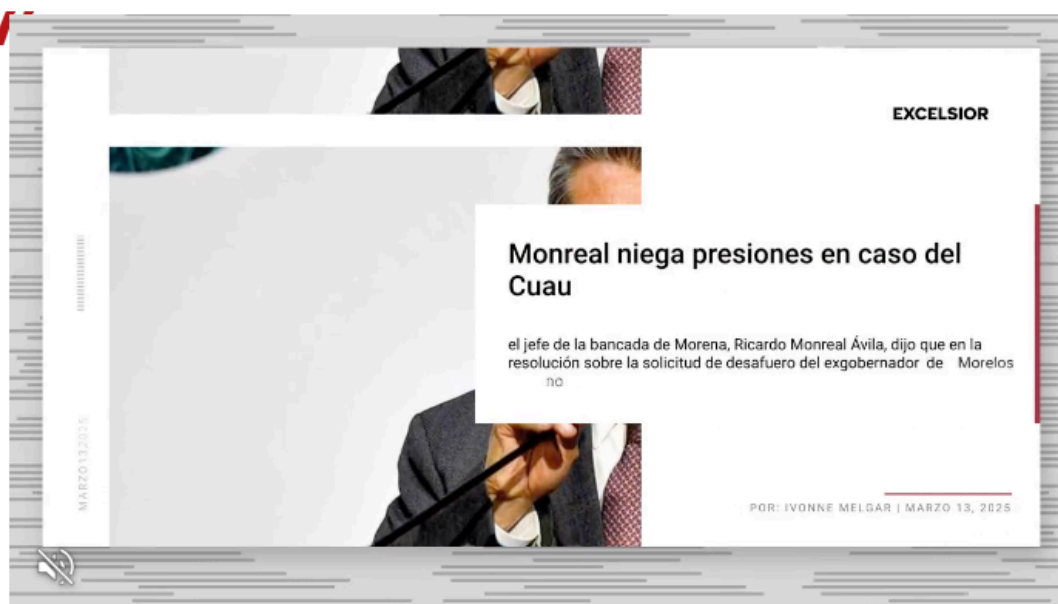 EXCELSIOR
Monreal niega presiones en caso del
Cuau
el jefe de la bancada de Morena, Ricardo Monreal Ávila, dijo que en la
resolución sobre la solicitud de desafuero del exgobernador de Morelos
no
MARZO 13,2025
POR: IVONNE MELGAR | MARZO 13, 2025